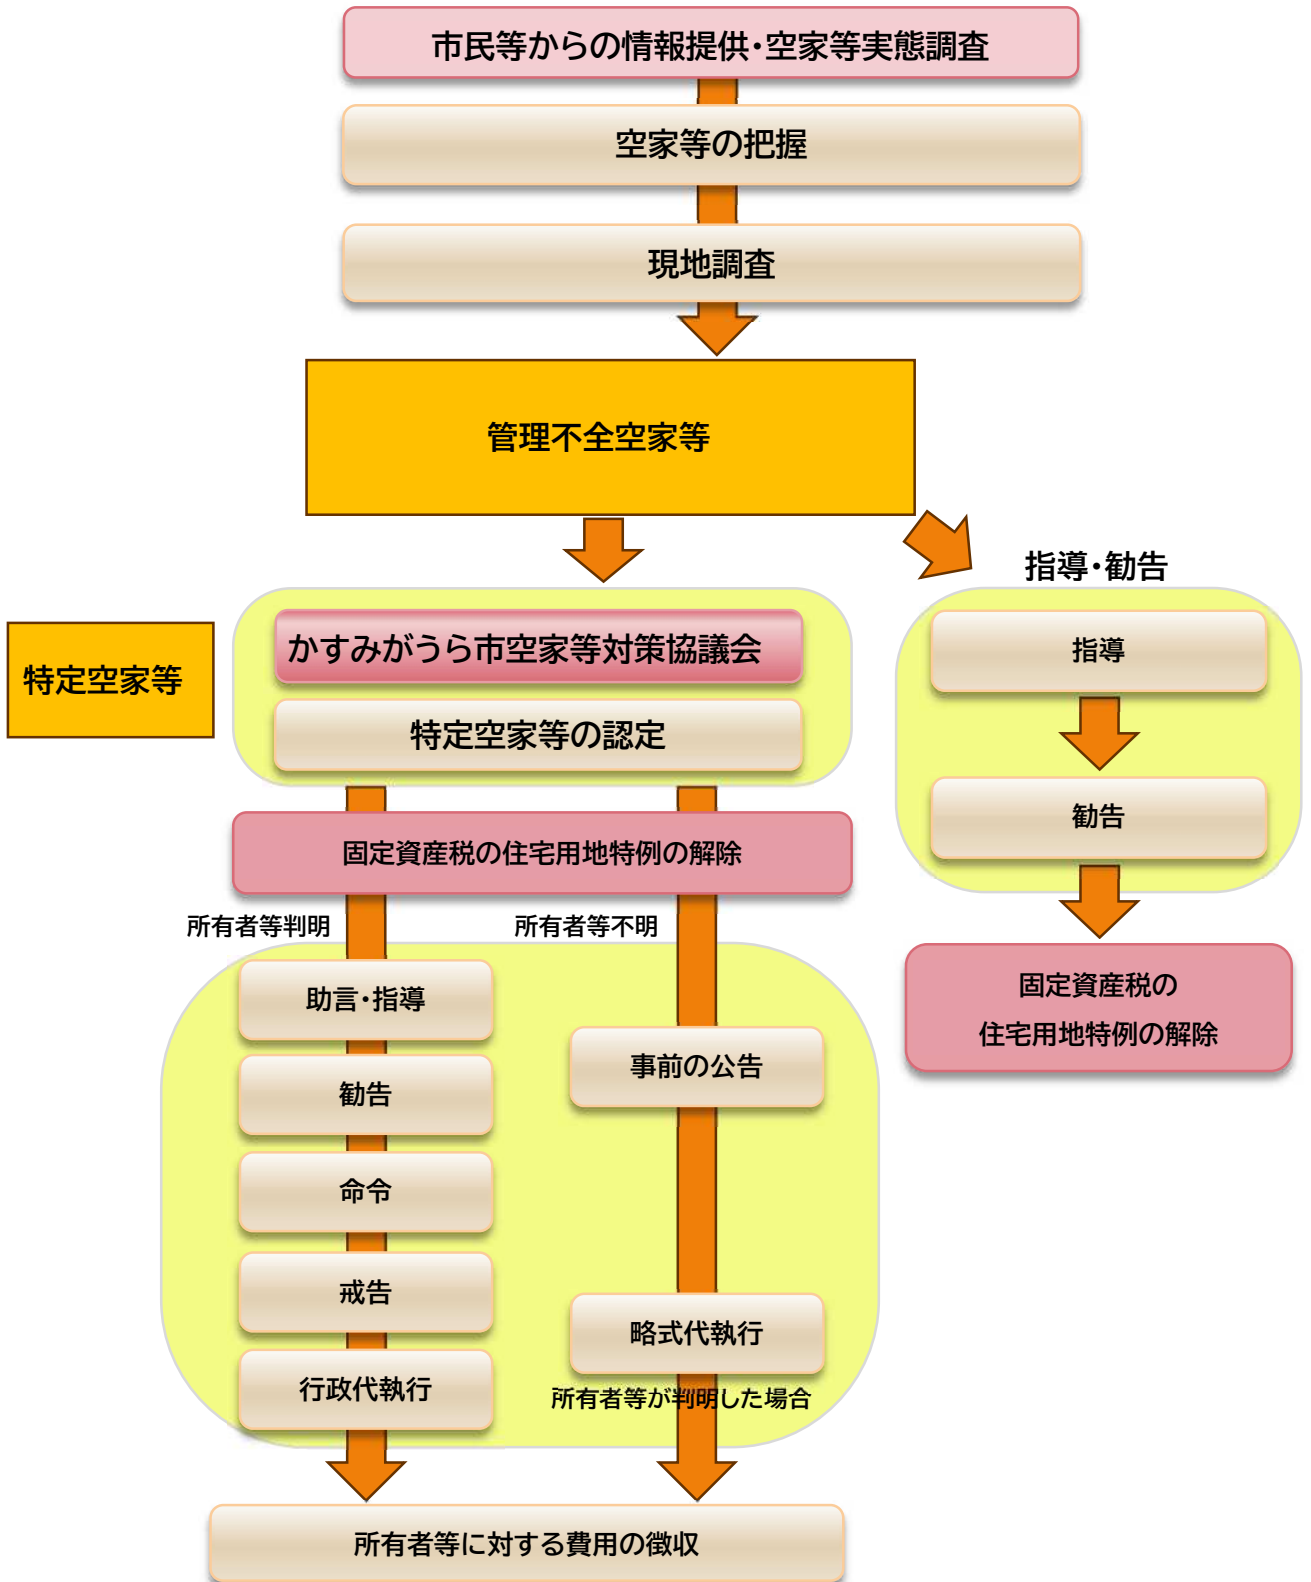 市民等からの情報提供・空家等実態調査
空家等の把握
現地調査
管理不全空家等
指導・勧告
特定空家等
かすみがうら市空家等対策協議会
特定空家等の認定
指導
勧告
固定資産税の住宅用地特例の解除
固定資産税の
住宅用地特例の解除
所有者等判明
所有者等不明
助言・指導
勧告
命令
戒告
行政代執行
事前の公告
略式代執行
所有者等が判明した場合
所有者等に対する費用の徴収